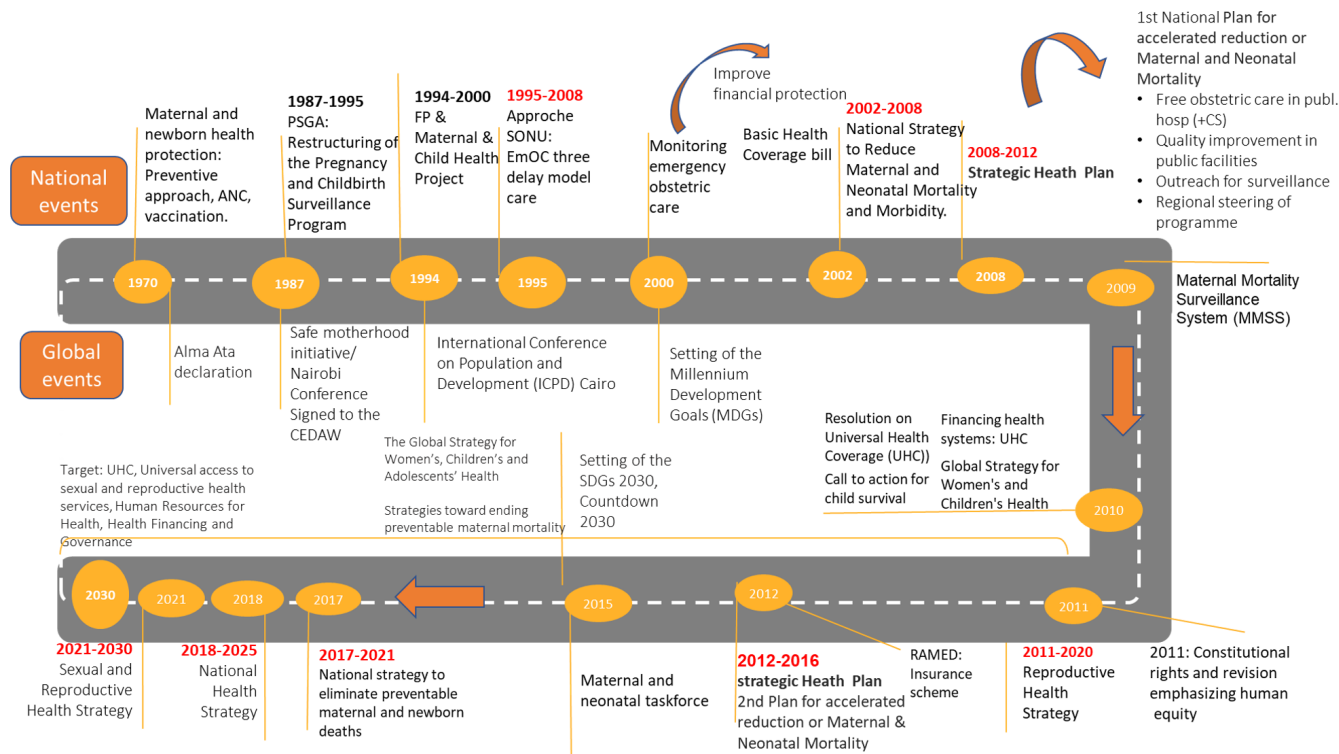 National
events
Maternal and
newborn health
protection:
Preventive
approach, ANC,
vaccination.
1987-1995
PSGA:
Restructuring of
the Pregnancy
and Childbirth
Surveillance
Program
1994-2000
FP &
Maternal &
Child Health
Project
1995-2008
Approche
SONU:
EmOC three
delay model
care
Monitoring
emergency
obstetric
care
Improve
financial protection
Basic Health
Coverage bill
2002-2008
National Strategy
to Reduce
Maternal and
Neonatal Mortality
and Morbidity.
2008-2012
Strategic Heath Plan
1st National Plan for
accelerated reduction or
Maternal and Neonatal
Mortality
• Free obstetric care in publ.
hosp (+CS)
• Quality improvement in
public facilities
• Outreach for surveillance
• Regional steering of
programme
1970
1987
1994
1995
2000
2002
2008
2009
Maternal Mortality
Surveillance
System (MMSS)
Global
events
Alma Ata
declaration
Safe motherhood
initiative/
Nairobi
Conference
Signed to the
CEDAW
International Conference
on Population and
Development (ICPD) Cairo
Setting of the
Millennium
Development
Goals (MDGs)
Resolution on
Universal Health
Coverage (UHC))
Call to action for
child survival
Financing health
systems: UHC
Global Strategy for
Women's and
Children's Health
2010
Target: UHC, Universal access to
sexual and reproductive health
services, Human Resources for
Health, Health Financing and
Governance
The Global Strategy for
Women's, Children's and
Adolescents' Health
Strategies toward ending
preventable maternal mortality
Setting of the
SDGs 2030,
Countdown
2030
2030
2021
2018
2017
2015
2012
2011
2021-2030
Sexual and
Reproductive
Health Strategy
2018-2025
National
Health
Strategy
2017-2021
National strategy to
eliminate preventable
maternal and newborn
deaths
Maternal and
neonatal taskforce
2012-2016
strategic Heath Plan
2nd Plan for accelerated
reduction or Maternal &
Neonatal Mortality
RAMED:
Insurance
scheme
2011-2020
Reproductive
Health
Strategy
2011: Constitutional
rights and revision
emphasizing human
equity